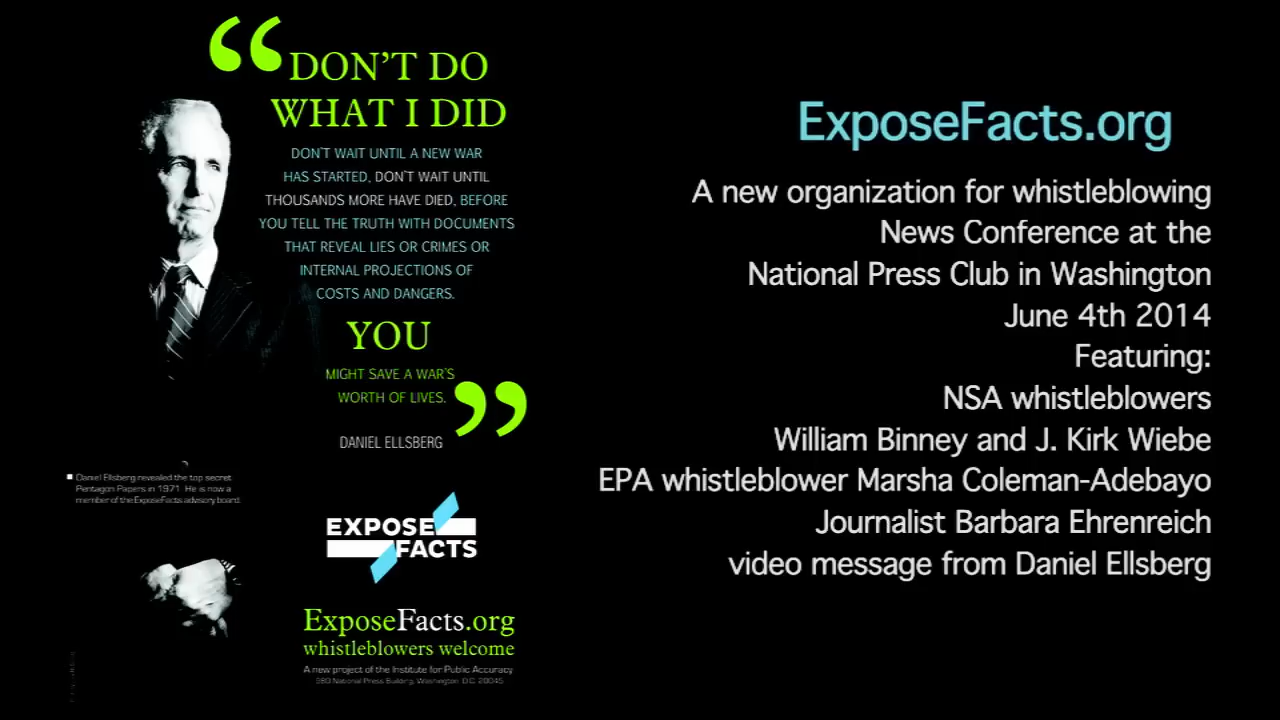 “DON’T DO
WHAT I DID
DON’T WAIT UNTIL A NEW WAR
HAS STARTED, DON’T WAIT UNTIL
THOUSANDS MORE HAVE DIED, BEFORE
YOU TELL THE TRUTH WITH DOCUMENTS
THAT REVEAL LIES OR CRIMES OR
INTERNAL PROJECTIONS OF
COSTS AND DANGERS.
YOU
MIGHT SAVE A WAR’S
WORTH OF LIVES.”
DANIEL ELLSBERG
Daniel Ellsberg revealed the top secret
Pentagon Papers in 1971. He is now a
member of the ExposeFacts advisory board.
EXPOSE
FACTS
ExposeFacts.org
whistleblowers welcome
A new project of the Institute for Public Accuracy
980 National Press Building, Washington D.C. 20045
ExposeFacts.org
A new organization for whistleblowing
News Conference at the
National Press Club in Washington
June 4th 2014
Featuring:
NSA whistleblowers
William Binney and J. Kirk Wiebe
EPA whistleblower Marsha Coleman-Adebayo
Journalist Barbara Ehrenreich
video message from Daniel Ellsberg